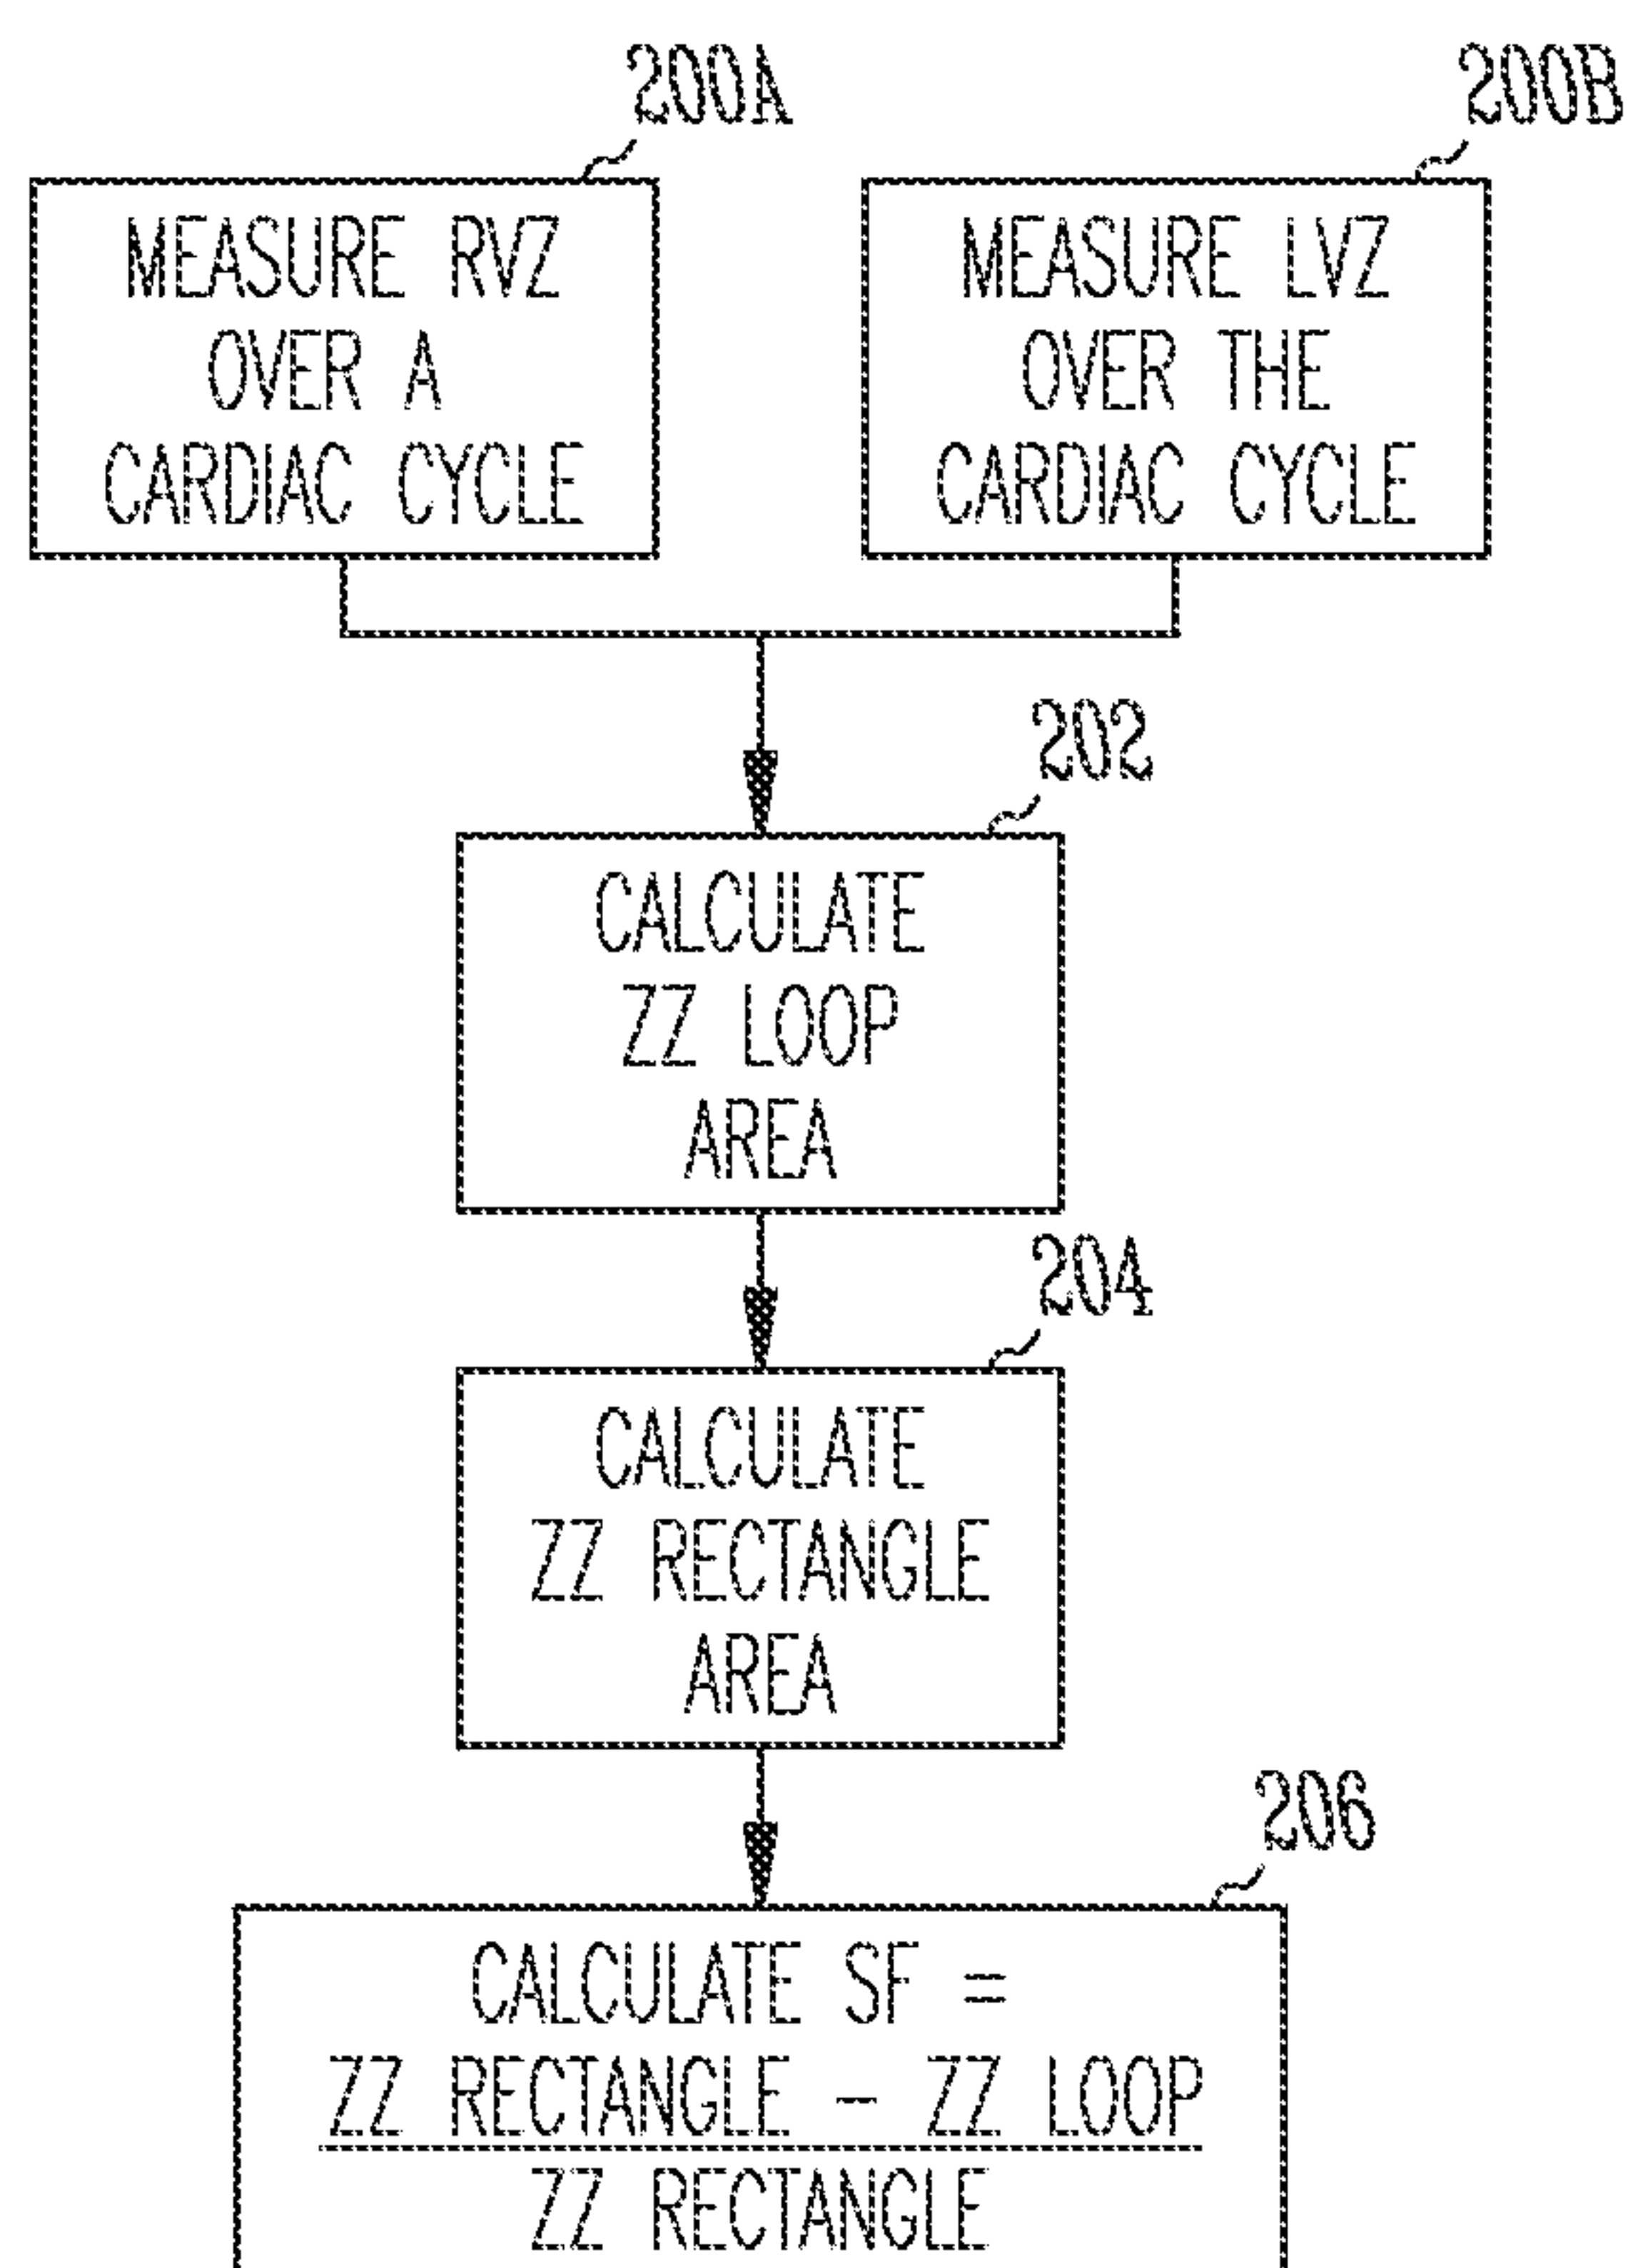 200A
MEASURE RVZ
OVER A
CARDIAC CYCLE
200B
MEASURE LVZ
OVER THE
CARDIAC CYCLE
202
CALCULATE
ZZ LOOP
AREA
204
CALCULATE
ZZ RECTANGLE
AREA
206
CALCULATE SF =
ZZ RECTANGLE - ZZ LOOP
ZZ RECTANGLE